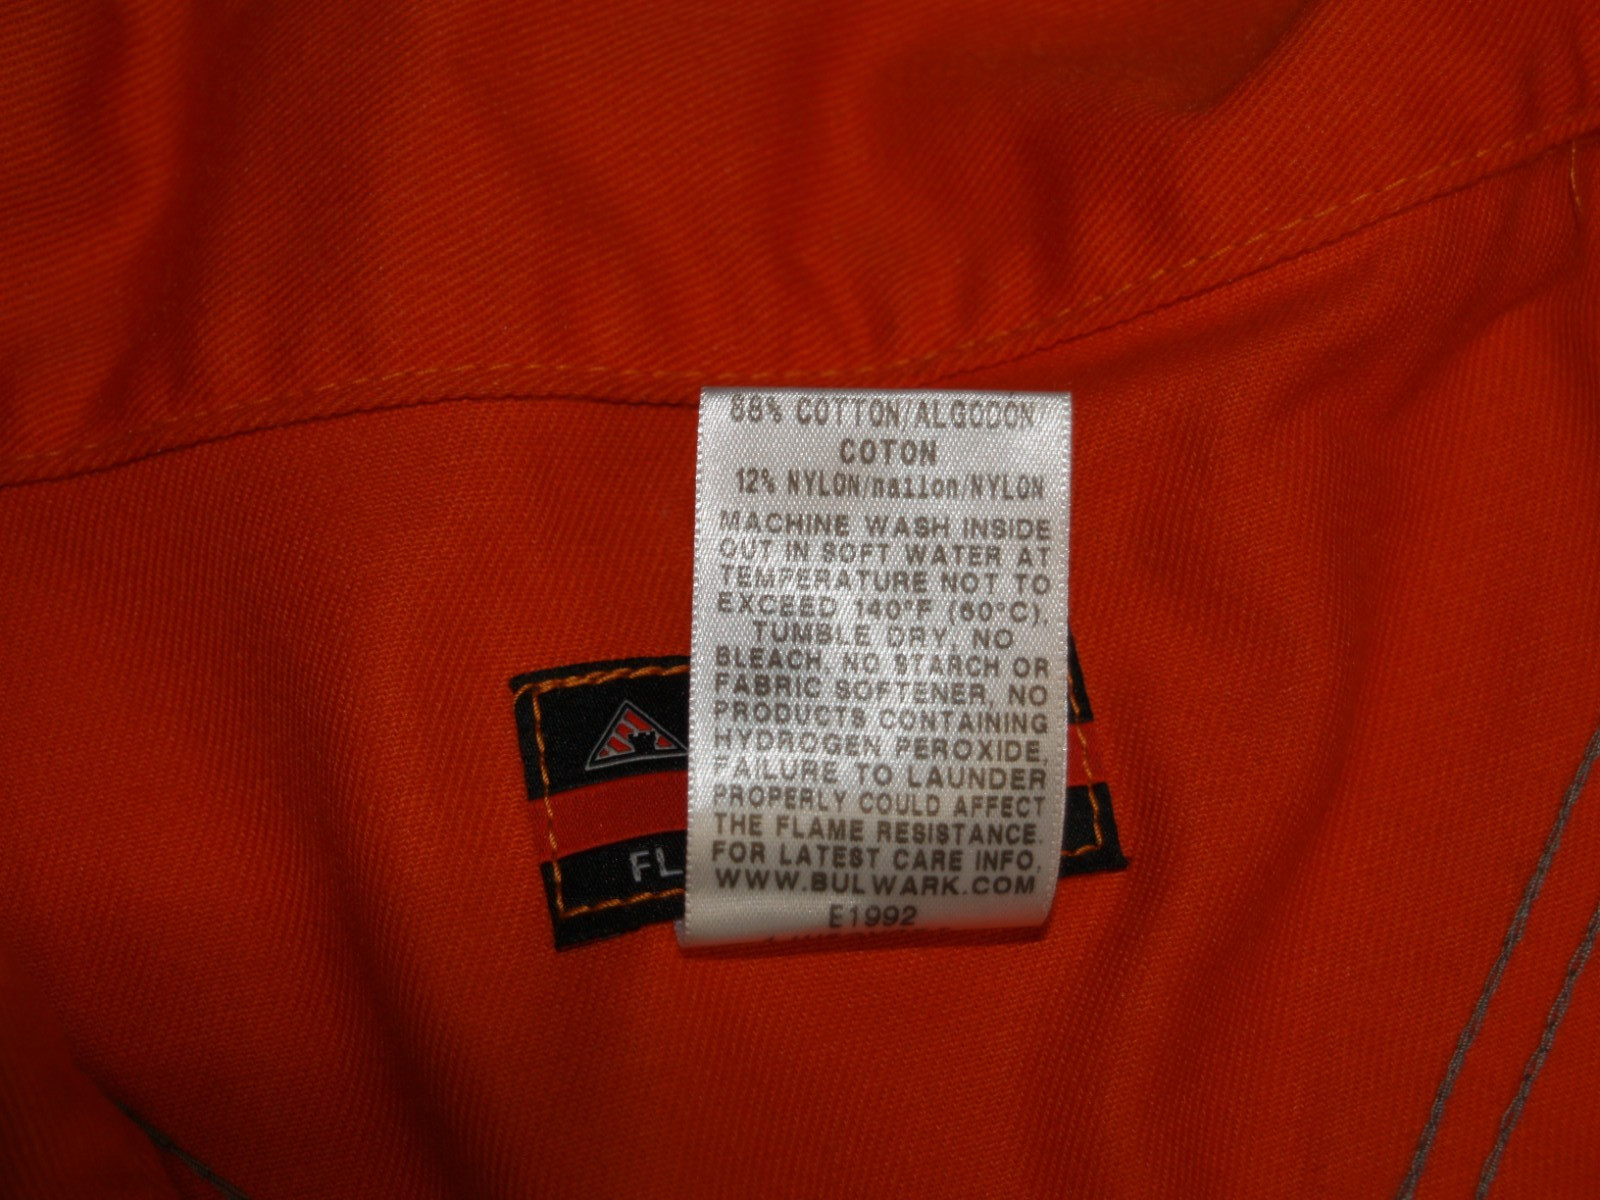 88% COTTON/ALGODON
COTON
12% NYLON/nailon/NYLON
MACHINE WASH INSIDE
OUT IN SOFT WATER AT
TEMPERATURE NOT TO
EXCEED 140°F (60°C).
TUMBLE DRY, NO
BLEACH, NO STARCH OR
FABRIC SOFTENER, NO
PRODUCTS CONTAINING
HYDROGEN PEROXIDE,
FAILURE TO LAUNDER
PROPERLY COULD AFFECT
THE FLAME RESISTANCE.
FOR LATEST CARE INFO,
WWW.BULWARK.COM
E1992
FL